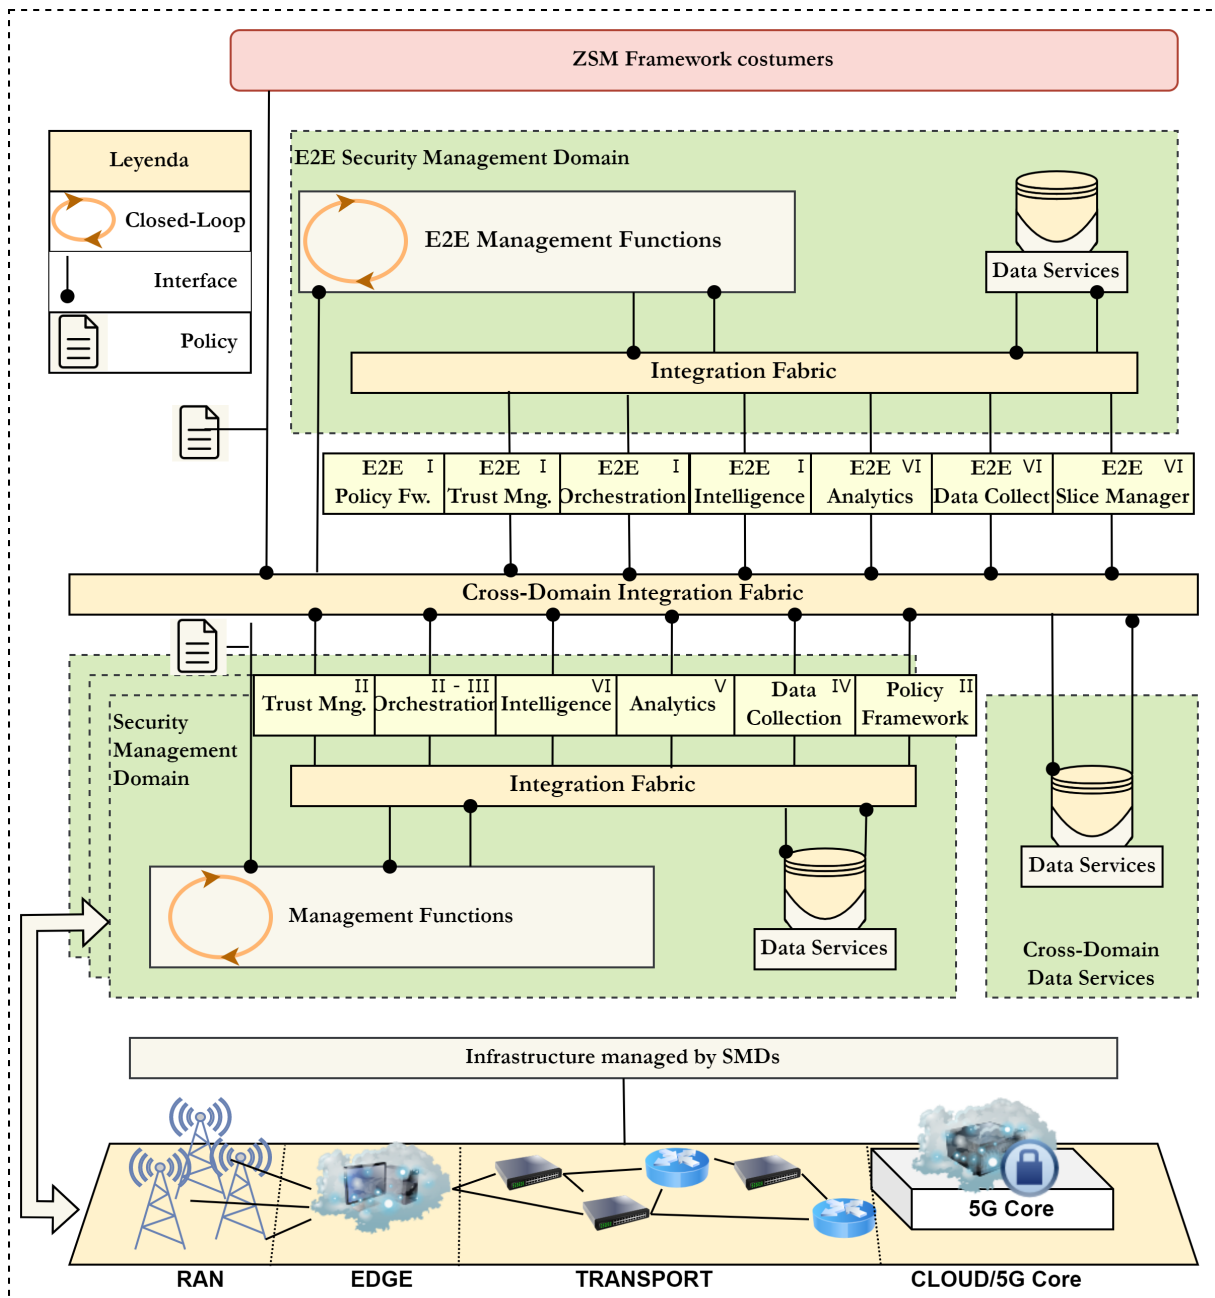 ZSM Framework costumers
Leyenda
Closed-Loop
Interface
Policy
E2E Security Management Domain
E2E Management Functions
Data Services
Integration Fabric
E2E I
Policy Fw.
E2E I
Trust Mng.
E2E I
Orchestration
E2E I
Intelligence
E2E VI
Analytics
E2E VI
Data Collect
E2E VI
Slice Manager
Cross-Domain Integration Fabric
Security
Management
Domain
II
Trust Mng.
II - III
Orchestration
VI
Intelligence
V
Analytics
Data IV
Collection
Policy II
Framework
Integration Fabric
Management Functions
Data Services
Data Services
Cross-Domain
Data Services
Infrastructure managed by SMDs
5G Core
RAN
EDGE
TRANSPORT
CLOUD/5G Core